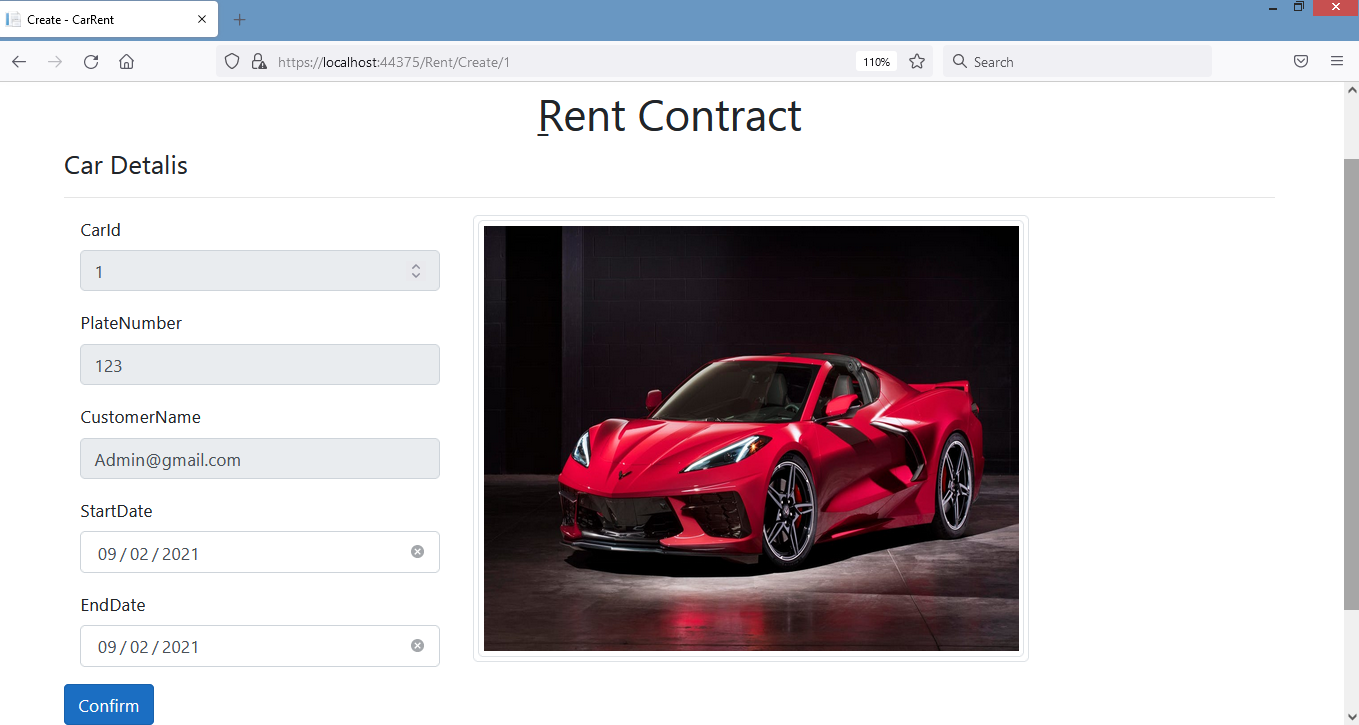 Create - CarRent
https://localhost:44375/Rent/Create/1
110%
Search
Rent Contract
Car Detalis
CarId
1
PlateNumber
123
CustomerName
Admin@gmail.com
StartDate
09 / 02 / 2021
EndDate
09 / 02 / 2021
Confirm